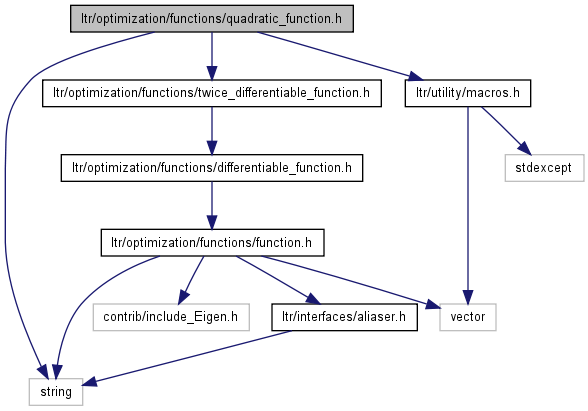 ltr/optimization/functions/quadratic_function.h
ltr/optimization/functions/twice_differentiable_function.h
ltr/utility/macros.h
ltr/optimization/functions/differentiable_function.h
stdexcept
ltr/optimization/functions/function.h
contrib/include_Eigen.h
ltr/interfaces/aliaser.h
vector
string